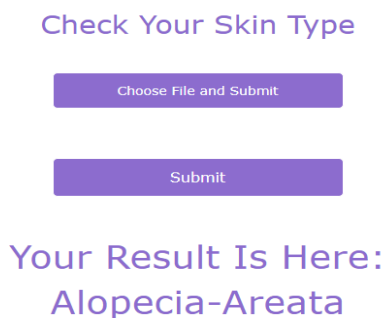 Check Your Skin Type
Choose File and Submit
Submit
Your Result Is Here:
Alopecia-Areata